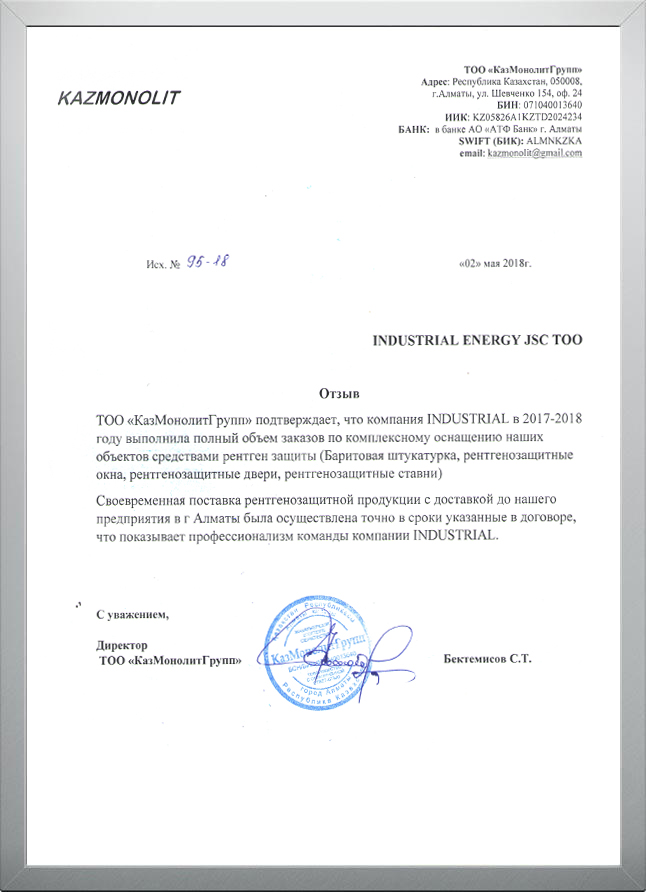 KAZMONOLIT
ТОО «КазМонолитГрупп»
Адрес: Республика Казахстан, 050008,
г.Алматы, ул. Шевченко 154, оф. 24
БИН: 071040013640
ИИК: KZ05826A1KZTD2024234
БАНК: в банке АО «АТФ Банк» г. Алматы
SWIFT (БИК): ALMNKZKA
email: kazmonolit@gmail.com
Исх. № 95-18 «02» мая 2018г.
INDUSTRIAL ENERGY JSC ТОО
Отзыв
ТОО «КазМонолитГрупп» подтверждает, что компания INDUSTRIAL в 2017-2018
году выполнила полный объем заказов по комплексному оснащению наших
объектов средствами рентген защиты (Баритовая штукатурка, рентгенозащитные
окна, рентгенозащитные двери, рентгенозащитные ставни)
Своевременная поставка рентгенозащитной продукции с доставкой до нашего
предприятия в г Алматы была осуществлена точно в сроки указанные в договоре,
что показывает профессионализм команды компании INDUSTRIAL.
С уважением,
Директор
ТОО «КазМонолитГрупп» Бектемисов С.Т.
КазМонолитГрупп
город Алматы
Республика